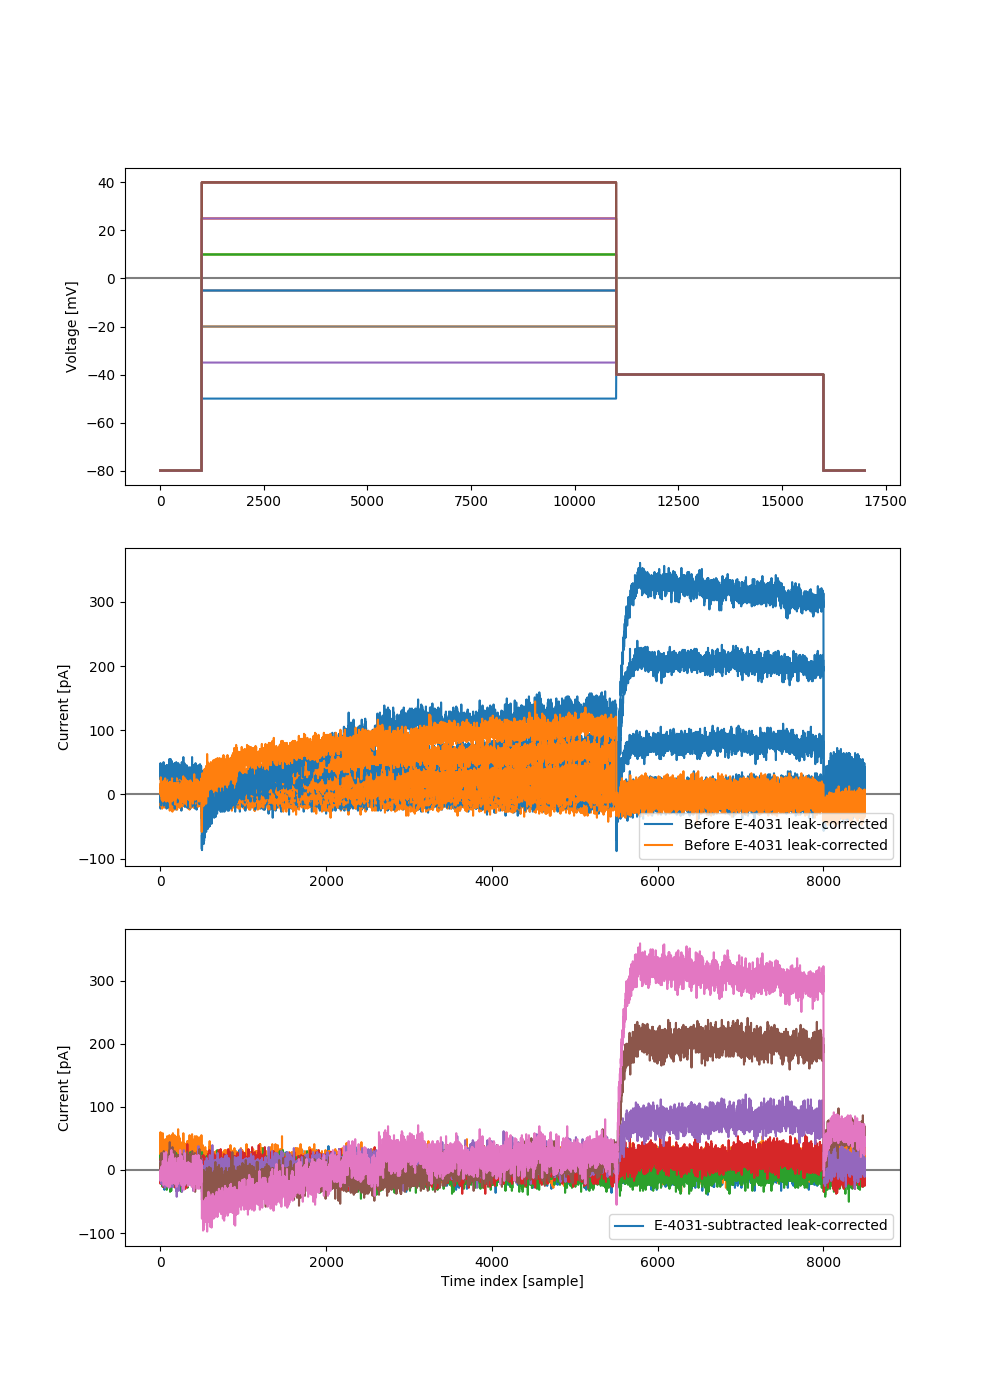 40
20
0
−20
−40
−60
−80
Voltage [mV]
0 2500 5000 7500 10000 12500 15000 17500
300
200
100
0
−100
Current [pA]
Before E-4031 leak-corrected
Before E-4031 leak-corrected
0 2000 4000 6000 8000
300
200
100
0
−100
Current [pA]
E-4031-subtracted leak-corrected
0 2000 4000 6000 8000
Time index [sample]